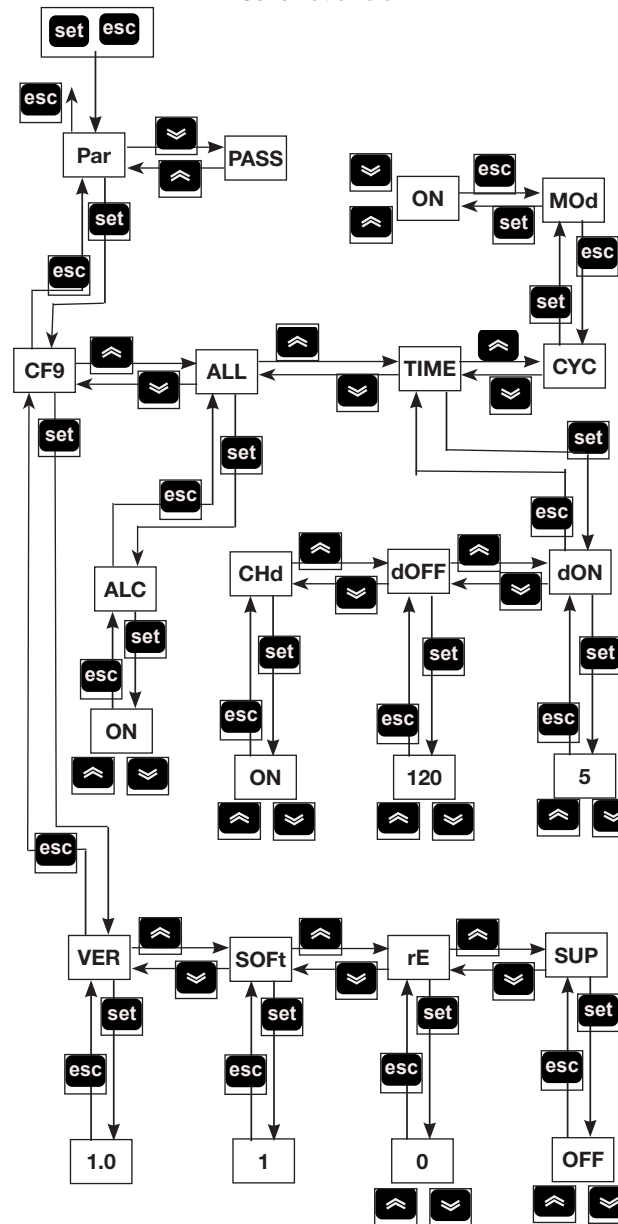 set esc
esc
Par
PASS
set
esc
ON
esc
MOd
set
esc
set
CF9
ALL
TIME
CYC
set
set
set
esc
esc
ALC
CHd
dOFF
dON
set
set
set
set
esc
esc
esc
esc
ON
ON
120
5
esc
VER
SOFt
rE
SUP
set
set
set
set
esc
esc
esc
esc
1.0
1
0
OFF